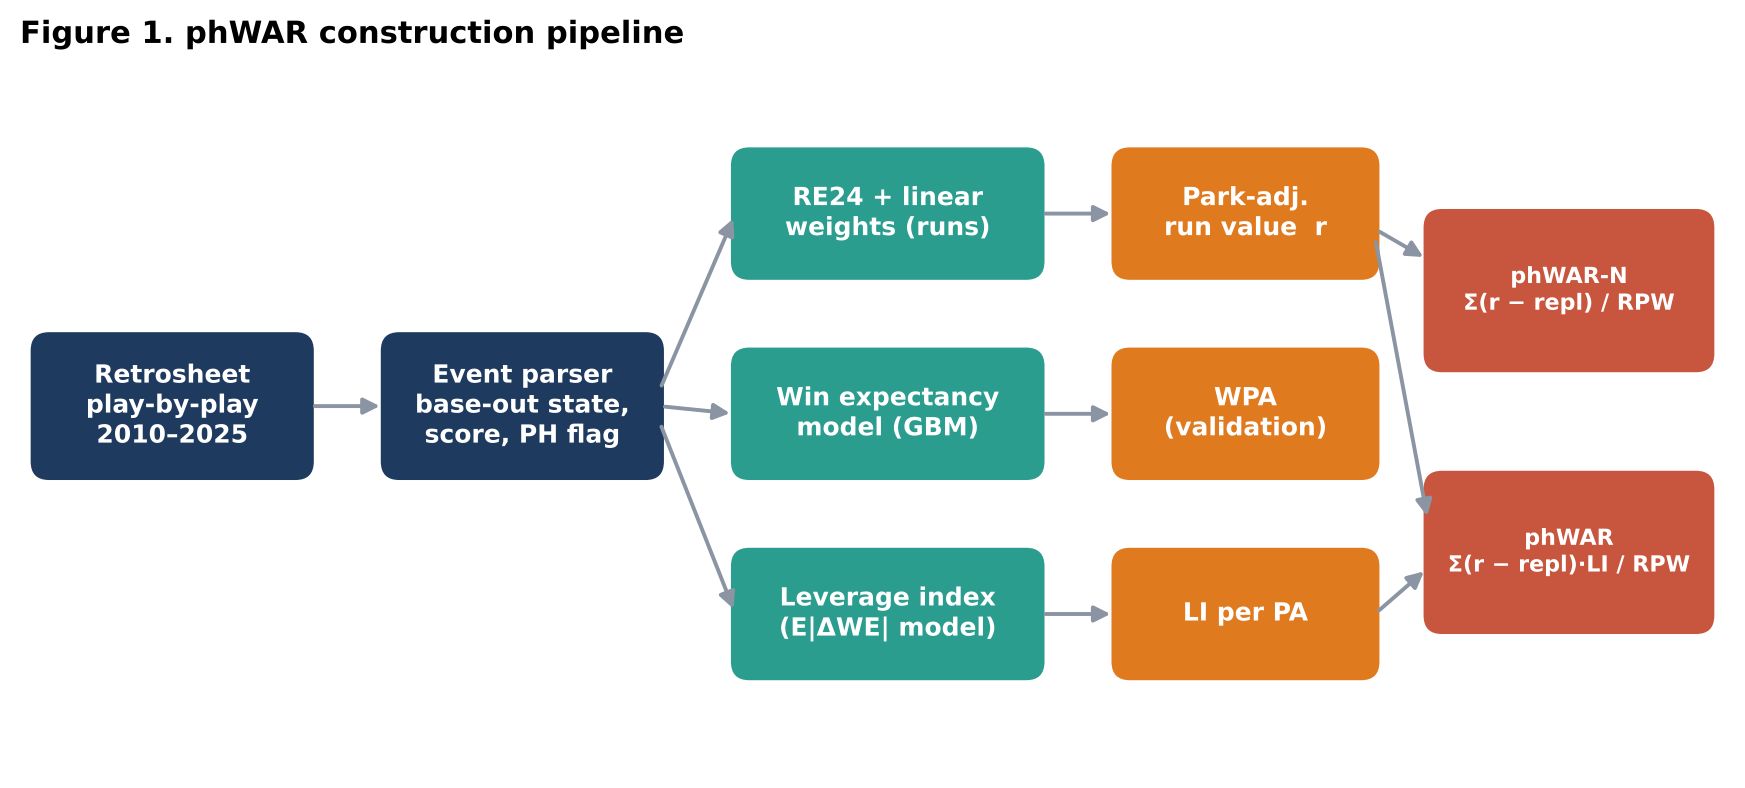 Figure 1. phWAR construction pipeline
Retrosheet
play-by-play
2010–2025
Event parser
base-out state,
score, PH flag
RE24 + linear
weights (runs)
Park-adj.
run value  r
Win expectancy
model (GBM)
WPA
(validation)
Leverage index
(E|ΔWE| model)
LI per PA
phWAR-N
Σ(r − repl) / RPW
phWAR
Σ(r − repl)·LI / RPW